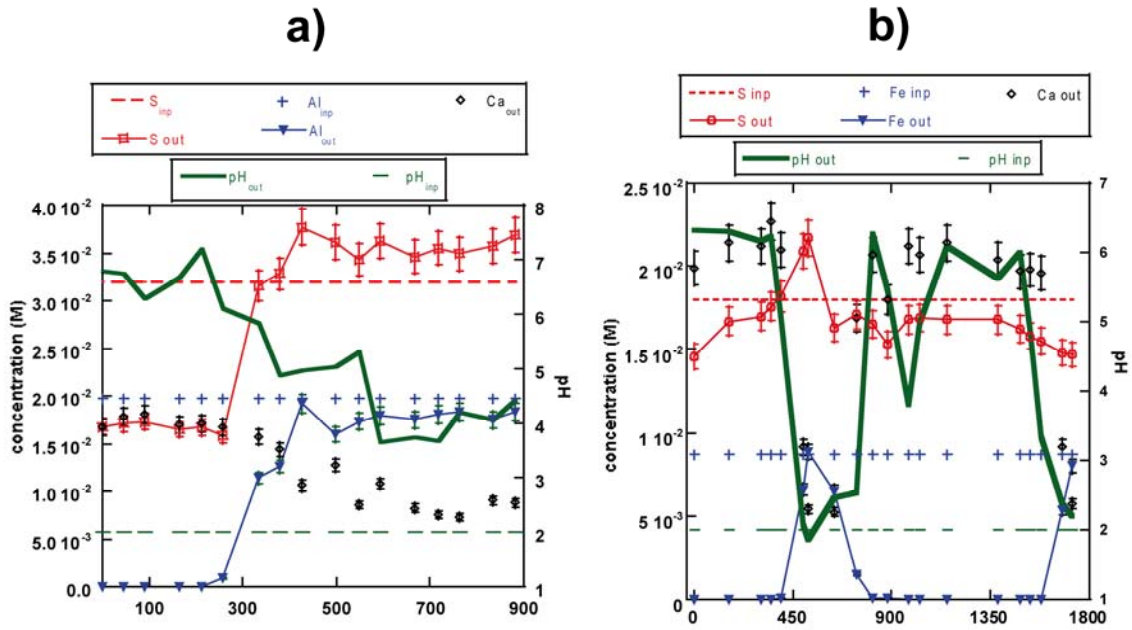 a)
b)
S inp
Al inp
Ca out
S out
Al out
pH out
pH inp
S inp
Fe inp
Ca out
S out
Fe out
pH out
pH inp
4.0 10-2
3.5 10-2
3.0 10-2
2.5 10-2
2.0 10-2
1.5 10-2
1.0 10-2
5.0 10-3
0.0
concentration (M)
8
7
6
5
4
3
2
1
pH
100
300
500
700
900
2.5 10-2
2 10-2
1.5 10-2
1 10-2
5 10-3
0
concentration (M)
7
6
5
4
3
2
1
pH
0
450
900
1350
1800